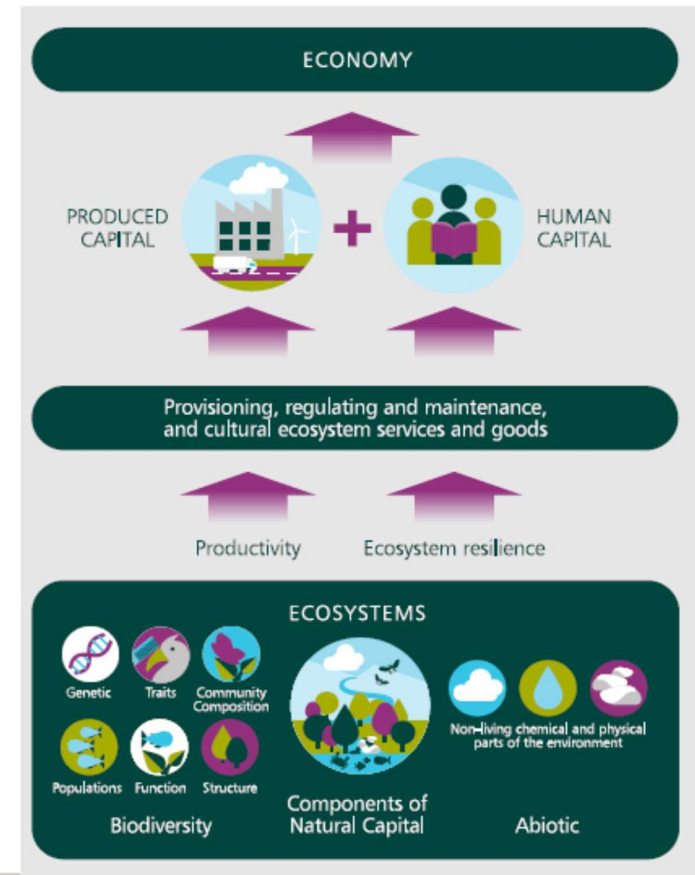 ECONOMY
PRODUCED
CAPITAL
+
HUMAN
CAPITAL
Provisioning, regulating and maintenance,
and cultural ecosystem services and goods
Productivity
Ecosystem resilience
ECOSYSTEMS
Genetic
Traits
Community
Composition
Populations
Function
Structure
Biodiversity
Components of
Natural Capital
Non-living chemical and physical
parts of the environment
Abiotic